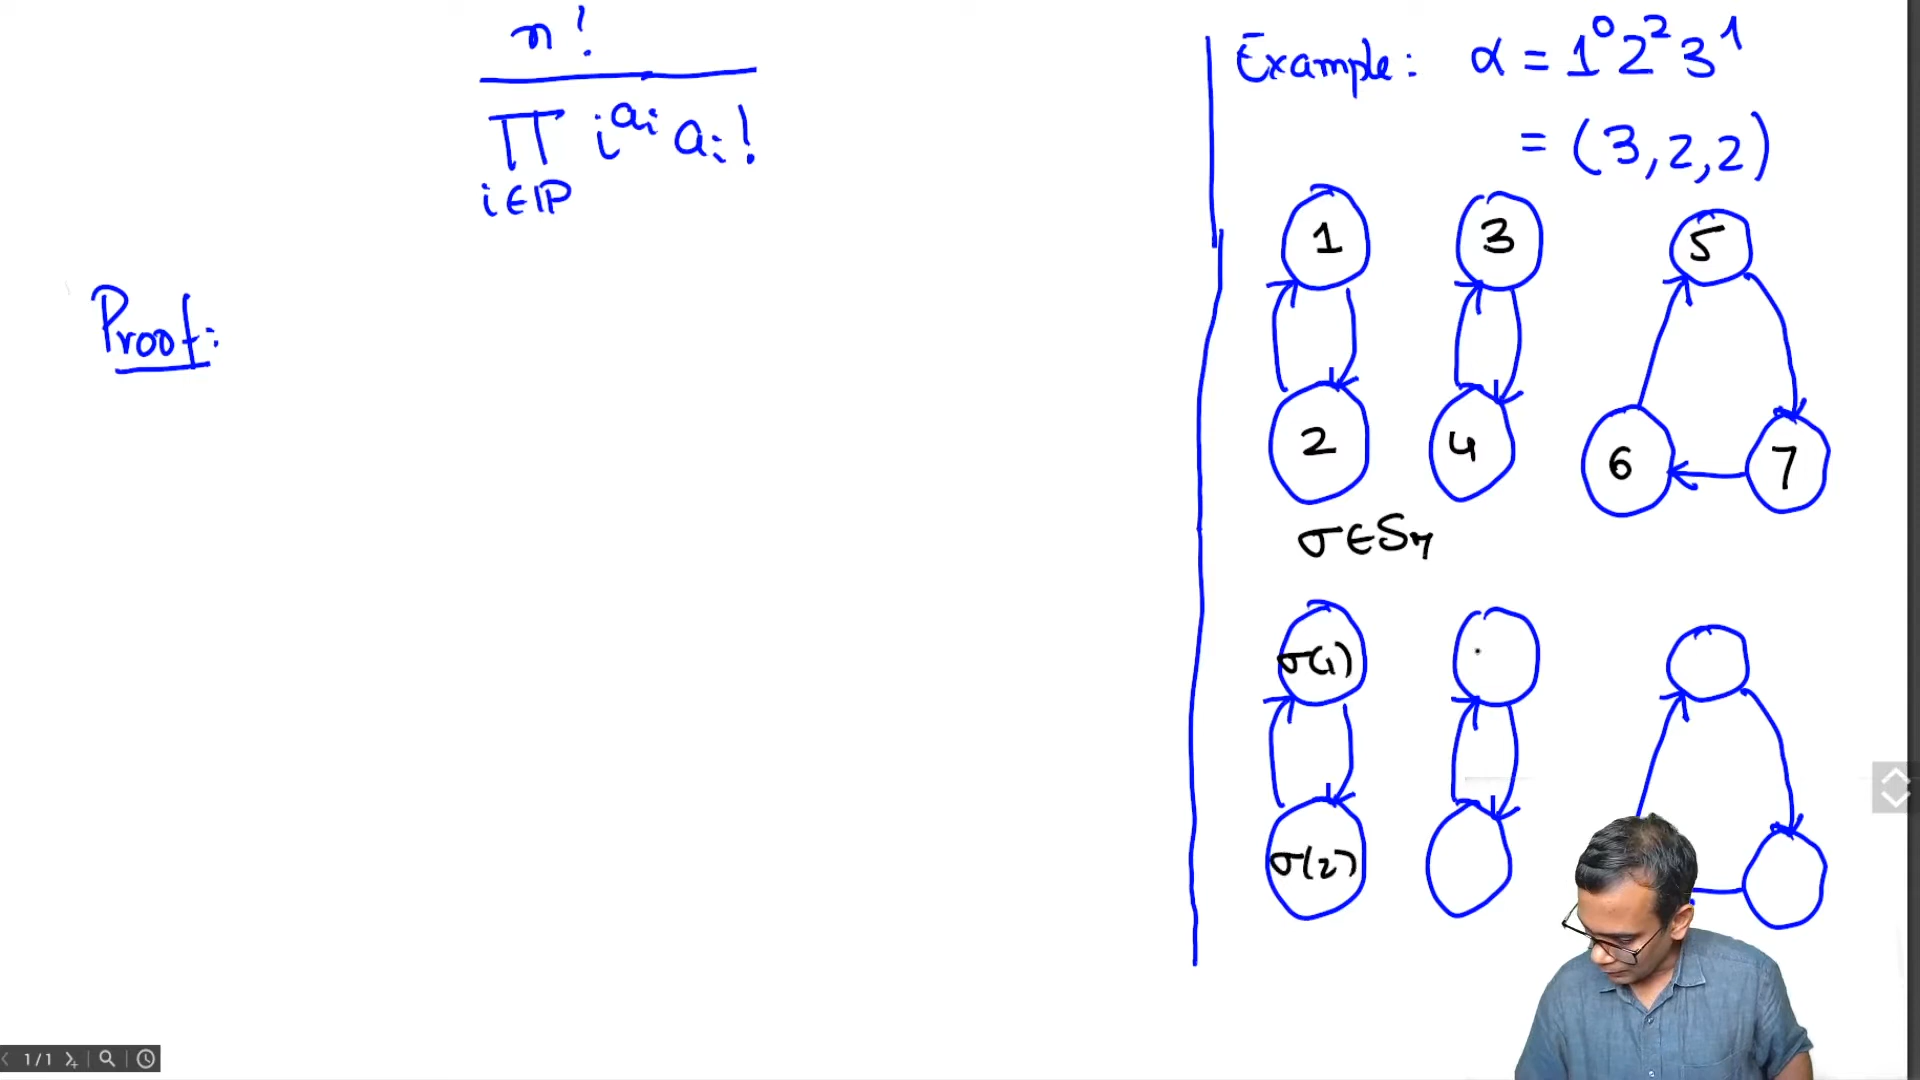 n!
∏ i^{a_i} a_i!
i∈ℙ
Proof:
Example: α = 1⁰2²3¹
= (3,2,2)
1 3 5
2 4 6 7
σ∈S₇
σ(1)
σ(2)
1/1